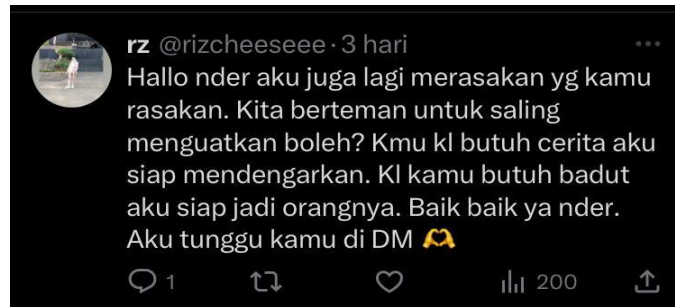 rz @rizcheeseee · 3 hari
Hallo nder aku juga lagi merasakan yg kamu
rasakan. Kita berteman untuk saling
menguatkan boleh? Kmu kl butuh cerita aku
siap mendengarkan. Kl kamu butuh badut
aku siap jadi orangnya. Baik baik ya nder.
Aku tunggu kamu di DM 🫶
1 200